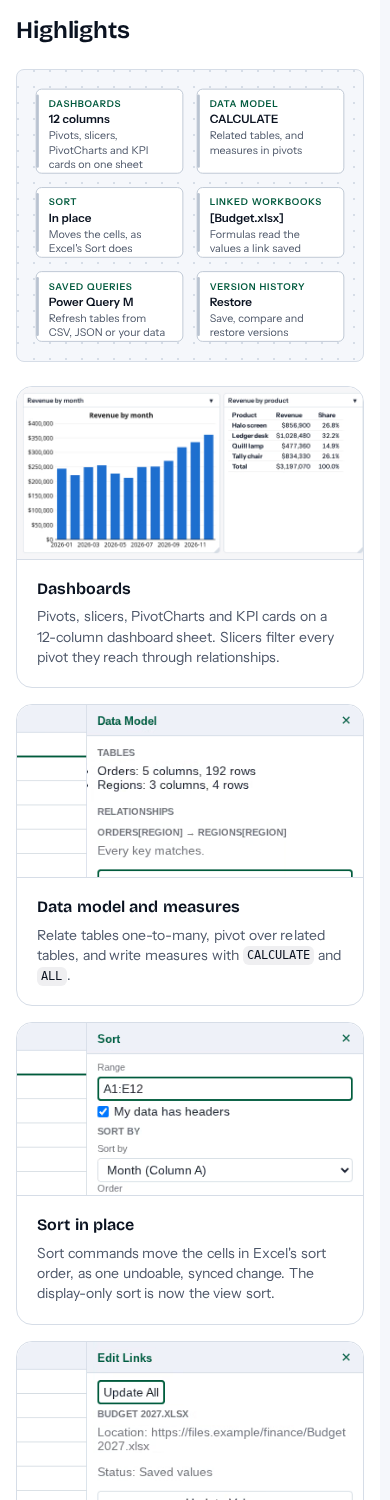 Highlights
DASHBOARDS
12 columns
Pivots, slicers,
PivotCharts and KPI
cards on one sheet
DATA MODEL
CALCULATE
Related tables, and
measures in pivots
SORT
In place
Moves the cells, as
Excel's Sort does
LINKED WORKBOOKS
[Budget.xlsx]
Formulas read the
values a link saved
SAVED QUERIES
Power Query M
Refresh tables from
CSV, JSON or your data
VERSION HISTORY
Restore
Save, compare and
restore versions
Revenue by month
Revenue by month
$400,000
$350,000
$300,000
$250,000
$200,000
$150,000
$100,000
$50,000
$0
2026-01 2026-03 2026-05 2026-07 2026-09 2026-11
Revenue by product
Product Revenue Share
Halo screen $856,900 26.8%
Ledger desk $1,028,480 32.2%
Quill lamp $477,360 14.9%
Tally chair $834,330 26.1%
Total $3,197,070 100.0%
Dashboards
Pivots, slicers, PivotCharts and KPI cards on a
12-column dashboard sheet. Slicers filter every
pivot they reach through relationships.
Data Model ×
TABLES
• Orders: 5 columns, 192 rows
• Regions: 3 columns, 4 rows
RELATIONSHIPS
ORDERS[REGION] → REGIONS[REGION]
Every key matches.
Data model and measures
Relate tables one-to-many, pivot over related
tables, and write measures with CALCULATE and
ALL.
Sort ×
Range
A1:E12
My data has headers
SORT BY
Sort by
Month (Column A)
Order
Sort in place
Sort commands move the cells in Excel's sort
order, as one undoable, synced change. The
display-only sort is now the view sort.
Edit Links ×
Update All
BUDGET 2027.XLSX
Location: https://files.example/finance/Budget
2027.xlsx
Status: Saved values